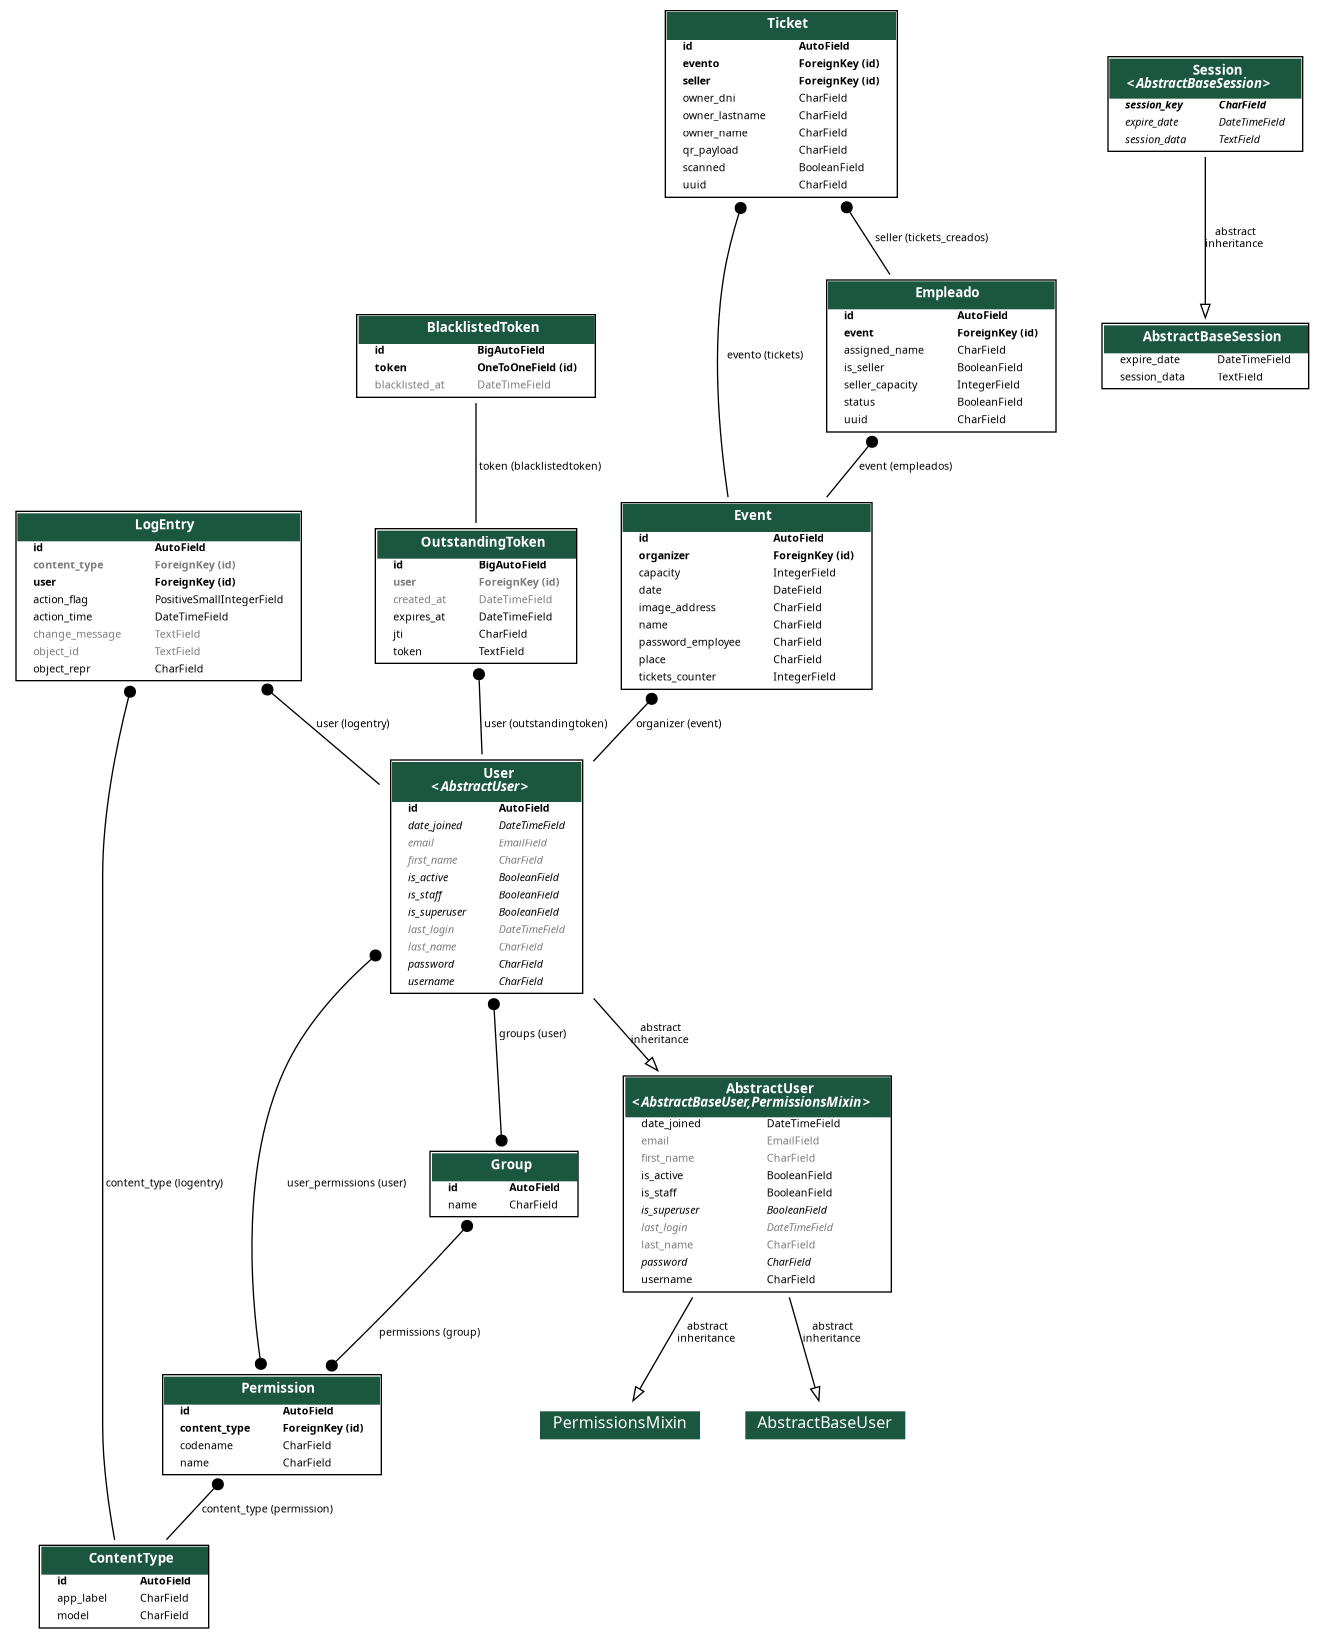 Ticket
id AutoField
evento ForeignKey (id)
seller ForeignKey (id)
owner_dni CharField
owner_lastname CharField
owner_name CharField
qr_payload CharField
scanned BooleanField
uuid CharField
Session
<AbstractBaseSession>
session_key CharField
expire_date DateTimeField
session_data TextField
seller (tickets_creados)
abstract
inheritance
Empleado
id AutoField
event ForeignKey (id)
assigned_name CharField
is_seller BooleanField
seller_capacity IntegerField
status BooleanField
uuid CharField
evento (tickets)
AbstractBaseSession
expire_date DateTimeField
session_data TextField
BlacklistedToken
id BigAutoField
token OneToOneField (id)
blacklisted_at DateTimeField
token (blacklistedtoken)
event (empleados)
LogEntry
id AutoField
content_type ForeignKey (id)
user ForeignKey (id)
action_flag PositiveSmallIntegerField
action_time DateTimeField
change_message TextField
object_id TextField
object_repr CharField
OutstandingToken
id BigAutoField
user ForeignKey (id)
created_at DateTimeField
expires_at DateTimeField
jti CharField
token TextField
Event
id AutoField
organizer ForeignKey (id)
capacity IntegerField
date DateField
image_address CharField
name CharField
password_employee CharField
place CharField
tickets_counter IntegerField
user (logentry)
user (outstandingtoken)
organizer (event)
User
<AbstractUser>
id AutoField
date_joined DateTimeField
email EmailField
first_name CharField
is_active BooleanField
is_staff BooleanField
is_superuser BooleanField
last_login DateTimeField
last_name CharField
password CharField
username CharField
groups (user)
abstract
inheritance
AbstractUser
<AbstractBaseUser,PermissionsMixin>
date_joined DateTimeField
email EmailField
first_name CharField
is_active BooleanField
is_staff BooleanField
is_superuser BooleanField
last_login DateTimeField
last_name CharField
password CharField
username CharField
content_type (logentry)
user_permissions (user)
Group
id AutoField
name CharField
permissions (group)
abstract
inheritance
abstract
inheritance
Permission
id AutoField
content_type ForeignKey (id)
codename CharField
name CharField
PermissionsMixin
AbstractBaseUser
content_type (permission)
ContentType
id AutoField
app_label CharField
model CharField